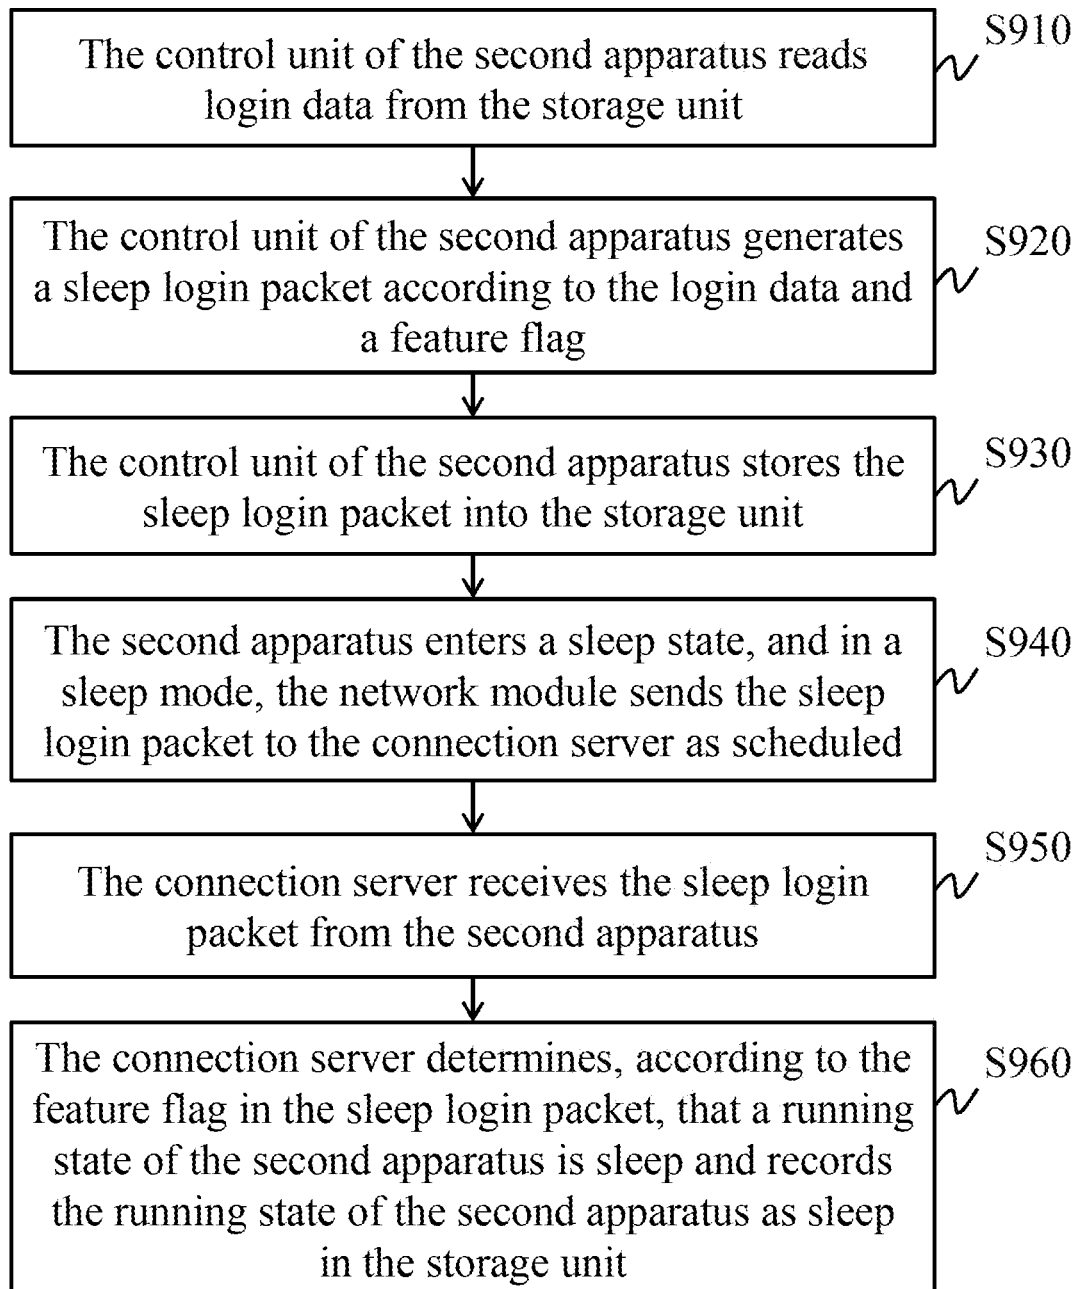 The control unit of the second apparatus reads
login data from the storage unit
S910
The control unit of the second apparatus generates
a sleep login packet according to the login data and
a feature flag
S920
The control unit of the second apparatus stores the
sleep login packet into the storage unit
S930
The second apparatus enters a sleep state, and in a
sleep mode, the network module sends the sleep
login packet to the connection server as scheduled
S940
The connection server receives the sleep login
packet from the second apparatus
S950
The connection server determines, according to the
feature flag in the sleep login packet, that a running
state of the second apparatus is sleep and records
the running state of the second apparatus as sleep
in the storage unit
S960